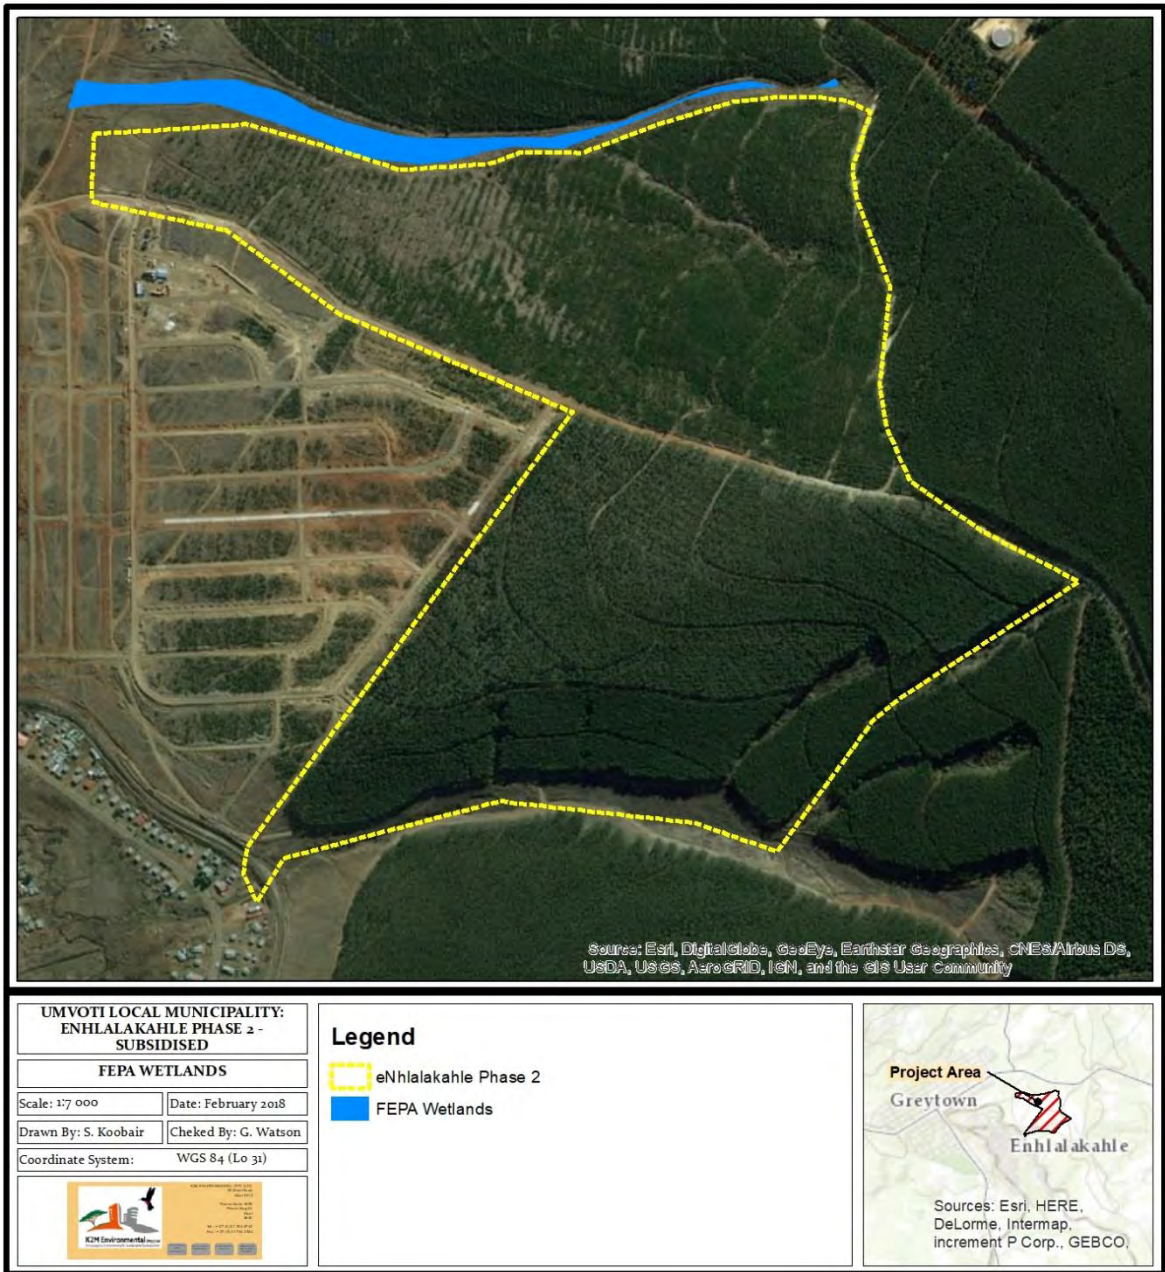 Source: Esri, DigitalGlobe, GeoEye, Earthstar Geographics, CNES/Airbus DS,
USDA, USGS, AeroGRID, IGN, and the GIS User Community
UMVOTI LOCAL MUNICIPALITY:
ENHLALAKAHLE PHASE 2 -
SUBSIDISED
FEPA WETLANDS
Scale: 1:7 000
Date: February 2018
Drawn By: S. Koobair
Cheked By: G. Watson
Coordinate System: WGS 84 (Lo 31)
K2M Environmental
Legend
eNhlalakahle Phase 2
FEPA Wetlands
Project Area
Greytown
Enhlalakahle
Sources: Esri, HERE,
DeLorme, Intermap,
increment P Corp., GEBCO,